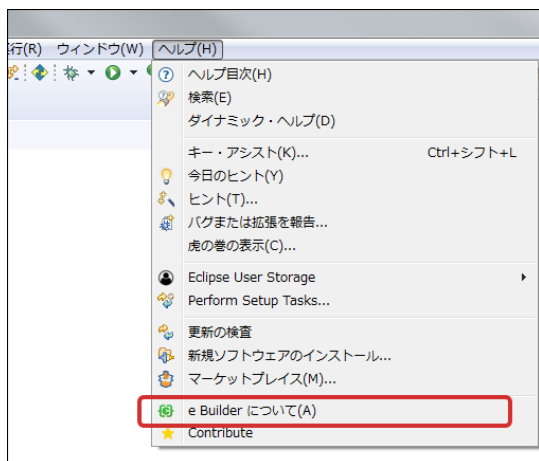 行(R) ウィンドウ(W) ヘルプ(H)
ヘルプ目次(H)
検索(E)
ダイナミック・ヘルプ(D)
キー・アシスト(K)... Ctrl+シフト+L
今日のヒント(Y)
ヒント(T)...
バグまたは拡張を報告...
虎の巻の表示(C)...
Eclipse User Storage
Perform Setup Tasks...
更新の検査
新規ソフトウェアのインストール...
マーケットプレイス(M)...
e Builder について(A)
Contribute